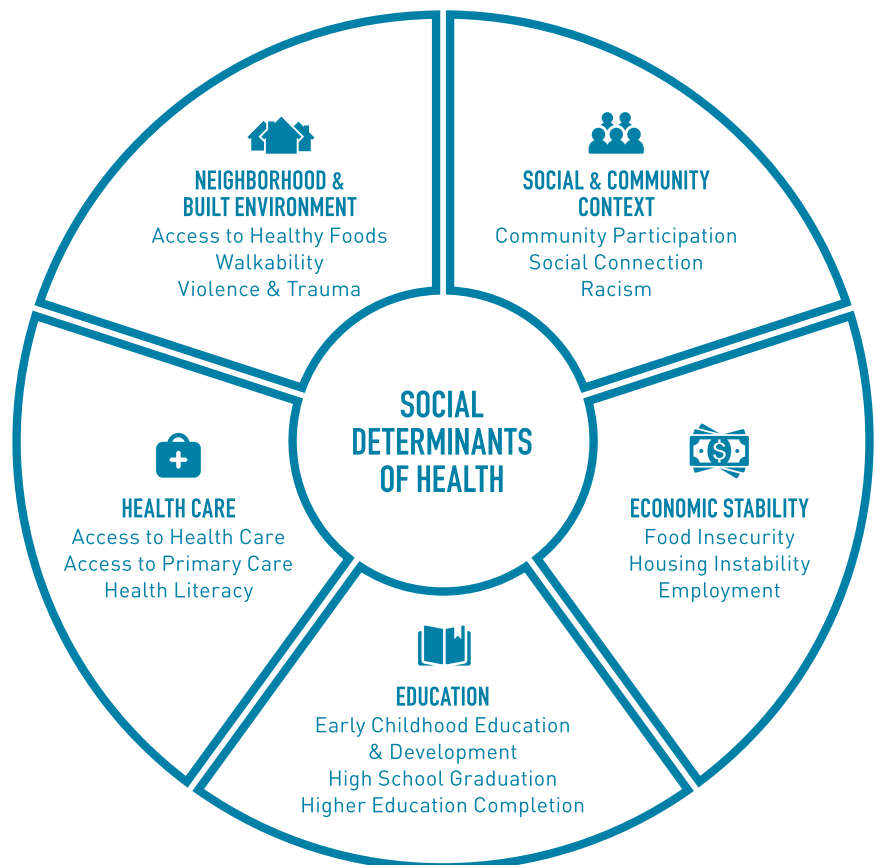 NEIGHBORHOOD &
BUILT ENVIRONMENT
Access to Healthy Foods
Walkability
Violence & Trauma
SOCIAL & COMMUNITY
CONTEXT
Community Participation
Social Connection
Racism
SOCIAL
DETERMINANTS
OF HEALTH
HEALTH CARE
Access to Health Care
Access to Primary Care
Health Literacy
$
ECONOMIC STABILITY
Food Insecurity
Housing Instability
Employment
EDUCATION
Early Childhood Education
& Development
High School Graduation
Higher Education Completion